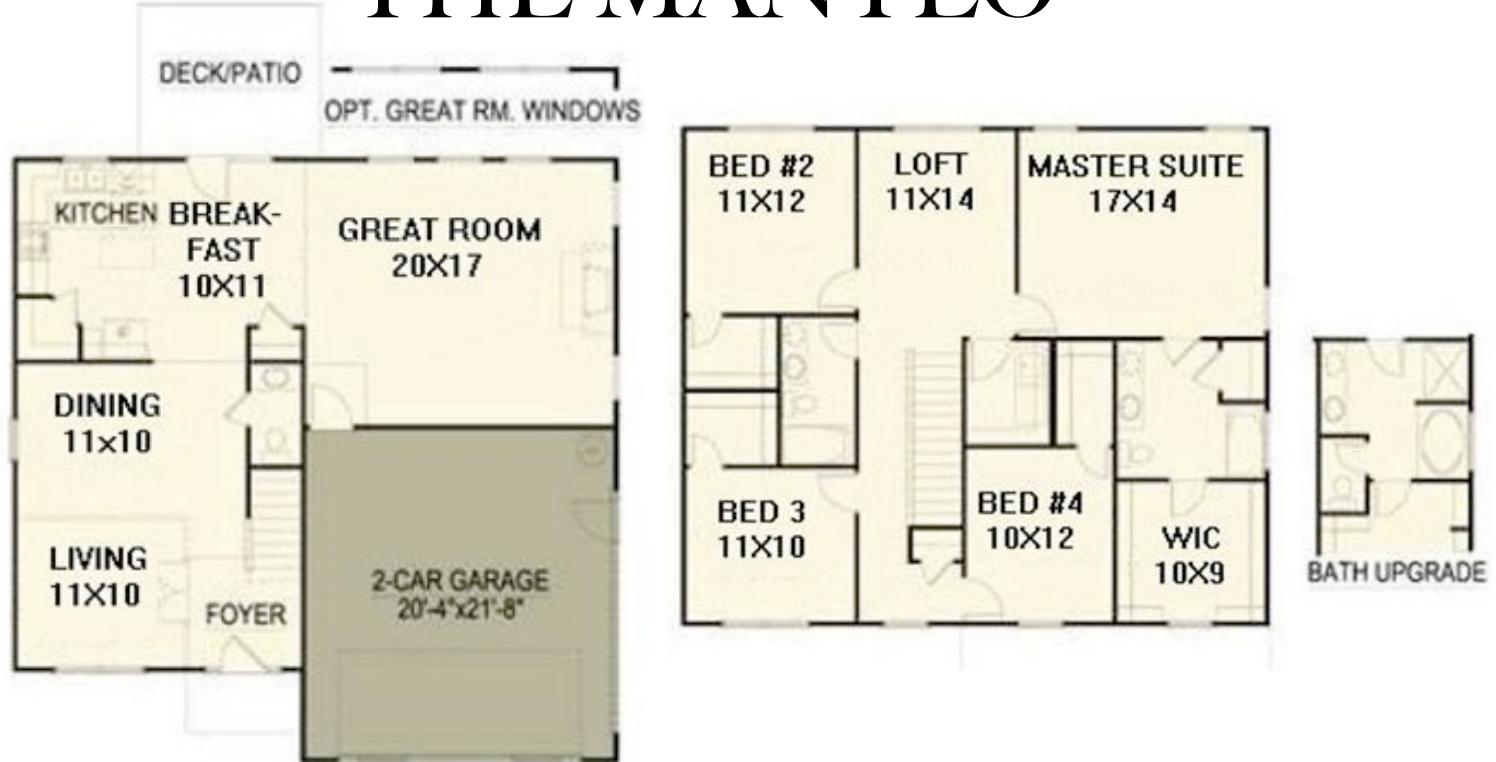 THE MANTEO
DECK/PATIO
OPT. GREAT RM. WINDOWS
KITCHEN
BREAK-
FAST
10X11
GREAT ROOM
20X17
DINING
11x10
LIVING
11X10
FOYER
2-CAR GARAGE
20'-4"x21'-8"
BED #2
11X12
LOFT
11X14
MASTER SUITE
17X14
BED 3
11X10
BED #4
10X12
WIC
10X9
BATH UPGRADE